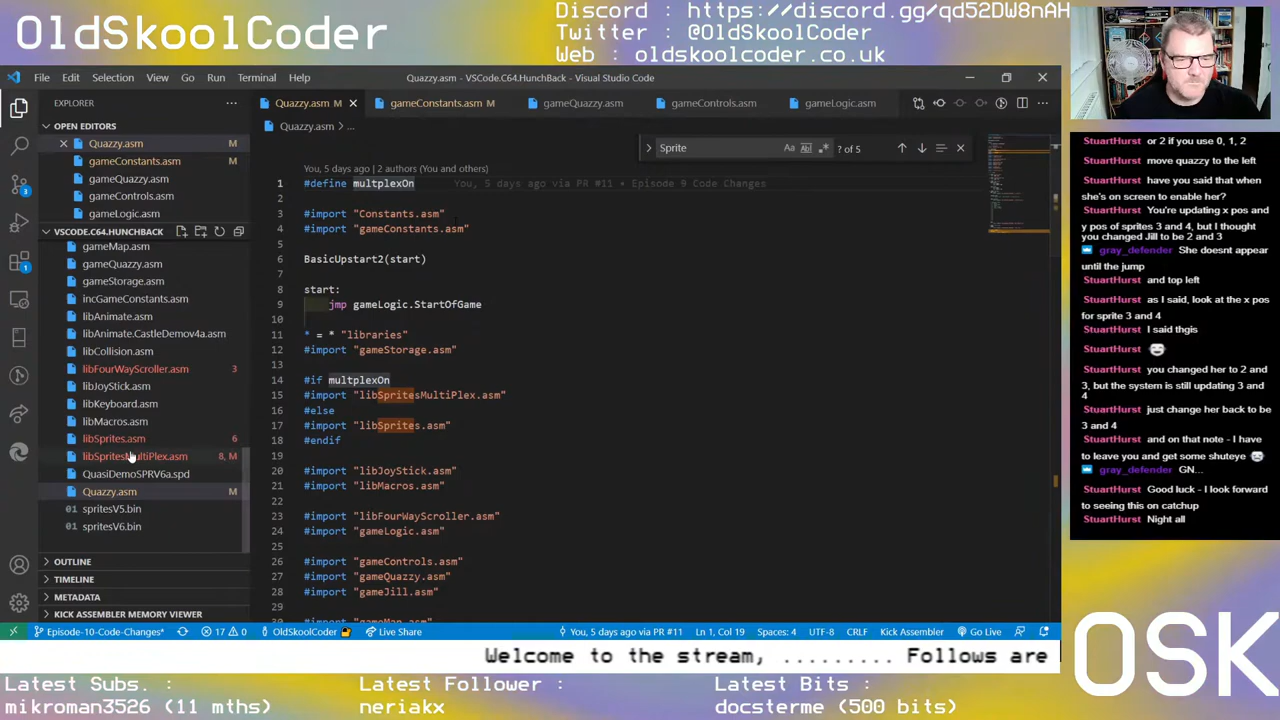 OldSkoolCoder
Discord : https://discord.gg/qd52DW8nAH
Twitter : @OldSkoolCoder
Web : oldskoolcoder.co.uk
File Edit Selection View Go Run Terminal Help
Quazzy.asm - VSCode.C64.HunchBack - Visual Studio Code
EXPLORER
Quazzy.asm M
gameConstants.asm M
gameQuazzy.asm
gameControls.asm
gameLogic.asm
OPEN EDITORS
Quazzy.asm M
gameConstants.asm M
gameQuazzy.asm
gameControls.asm
gameLogic.asm
VSCODE.C64.HUNCHBACK
gameMap.asm
gameQuazzy.asm
gameStorage.asm
incGameConstants.asm
libAnimate.asm
libAnimate.CastleDemov4a.asm
libCollision.asm
libFourWayScroller.asm 3
libJoyStick.asm
libKeyboard.asm
libMacros.asm
libSprites.asm 6
libSpritesMultiPlex.asm 8, M
QuasiDemoSPRV6a.spd
Quazzy.asm M
spritesV5.bin
spritesV6.bin
OUTLINE
TIMELINE
METADATA
KICK ASSEMBLER MEMORY VIEWER
Quazzy.asm > ...
Sprite Aa ab .* ? of 5
You, 5 days ago | 2 authors (You and others)
1 #define multplexOn You, 5 days ago via PR #11 • Episode 9 Code Changes
2
3 #import "Constants.asm"
4 #import "gameConstants.asm"
5
6 BasicUpstart2(start)
7
8 start:
9 jmp gameLogic.StartOfGame
10
11 * = * "libraries"
12 #import "gameStorage.asm"
13
14 #if multplexOn
15 #import "libSpritesMultiPlex.asm"
16 #else
17 #import "libSprites.asm"
18 #endif
19
20 #import "libJoyStick.asm"
21 #import "libMacros.asm"
22
23 #import "libFourWayScroller.asm"
24 #import "gameLogic.asm"
25
26 #import "gameControls.asm"
27 #import "gameQuazzy.asm"
28 #import "gameJill.asm"
29
Episode-10-Code-Changes* 17 0 OldSkoolCoder Live Share
You, 5 days ago via PR #11 Ln 1, Col 19 Spaces: 4 UTF-8 CRLF Kick Assembler Go Live
StuartHurst: or 2 if you use 0, 1, 2
StuartHurst: move quazzy to the left
StuartHurst: have you said that when she's on screen to enable her?
StuartHurst: You're updating x pos and y pos of sprites 3 and 4, but I thought you changed Jill to be 2 and 3
gray_defender: She doesnt appear until the jump
StuartHurst: and top left
StuartHurst: as I said, look at the x pos for sprite 3 and 4
StuartHurst: I said thgis
StuartHurst:
StuartHurst: you changed her to 2 and 3, but the system is still updating 3 and 4
StuartHurst: just change her back to be 3 and 4
StuartHurst: and on that note - I have to leave you and get some shuteye
gray_defender: GN...
StuartHurst: Good luck - I look forward to seeing this on catchup
StuartHurst: Night all
Welcome to the stream, ......... Follows are
OSK
Latest Subs. :
mikroman3526 (11 mths)
Latest Follower :
neriakx
Latest Bits :
docsterme (500 bits)